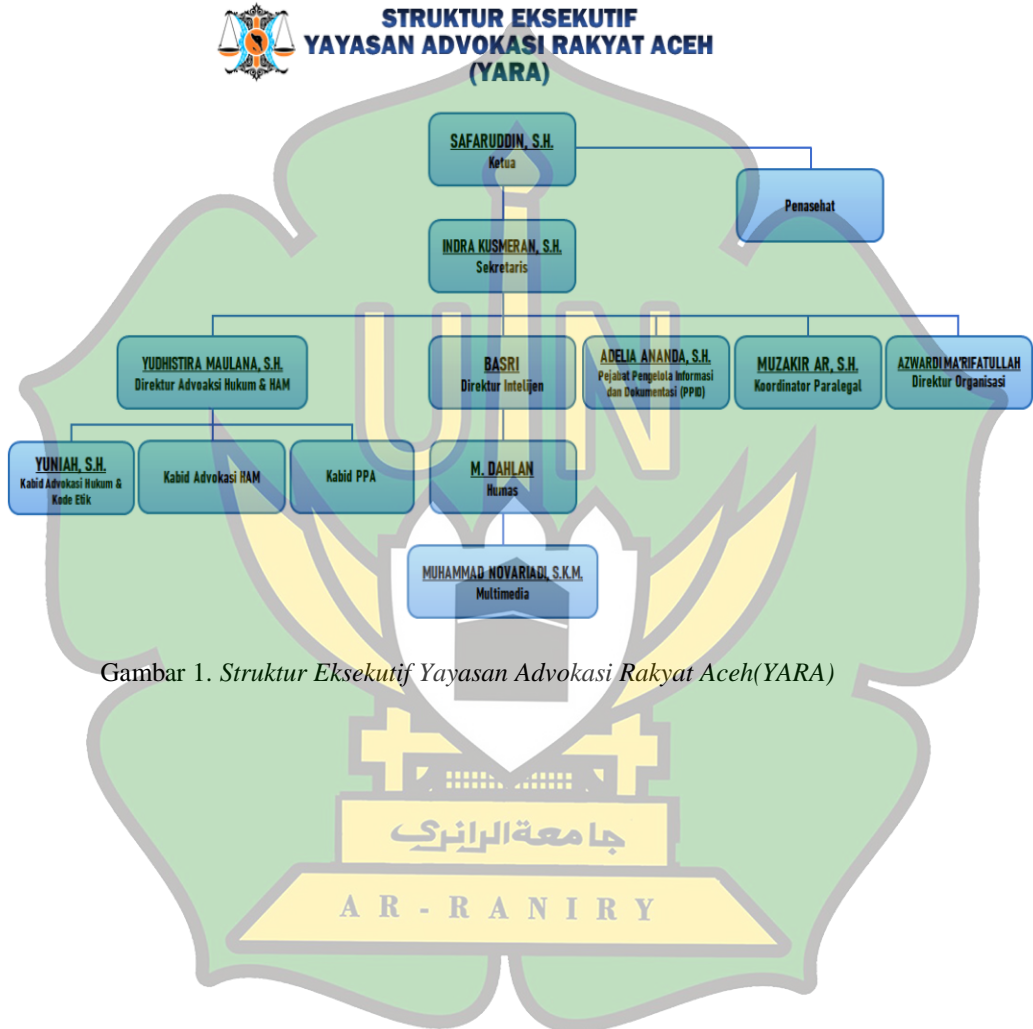 STRUKTUR EKSEKUTIF
YAYASAN ADVOKASI RAKYAT ACEH
(YARA)
SAFARUDDIN, S.H.
Ketua
Penasehat
INDRA KUSMERAN, S.H.
Sekretaris
YUDHISTIRA MAULANA, S.H.
Direktur Advoaksi Hukum & HAM
BASRI
Direktur Intelijen
ADELIA ANANDA, S.H.
Pejabat Pengelola Informasi
dan Dokumentasi (PPID)
MUZAKIR AR, S.H.
Koordinator Paralegal
AZWARDI MA'RIFATULLAH
Direktur Organisasi
YUNIAH, S.H.
Kabid Advokasi Hukum &
Kode Etik
Kabid Advokasi HAM
Kabid PPA
M. DAHLAN
Humas
MUHAMMAD NOVARIADI, S.K.M.
Multimedia
UIN
Gambar 1. Struktur Eksekutif Yayasan Advokasi Rakyat Aceh(YARA)
جامعة الرانري
AR-RANIRY